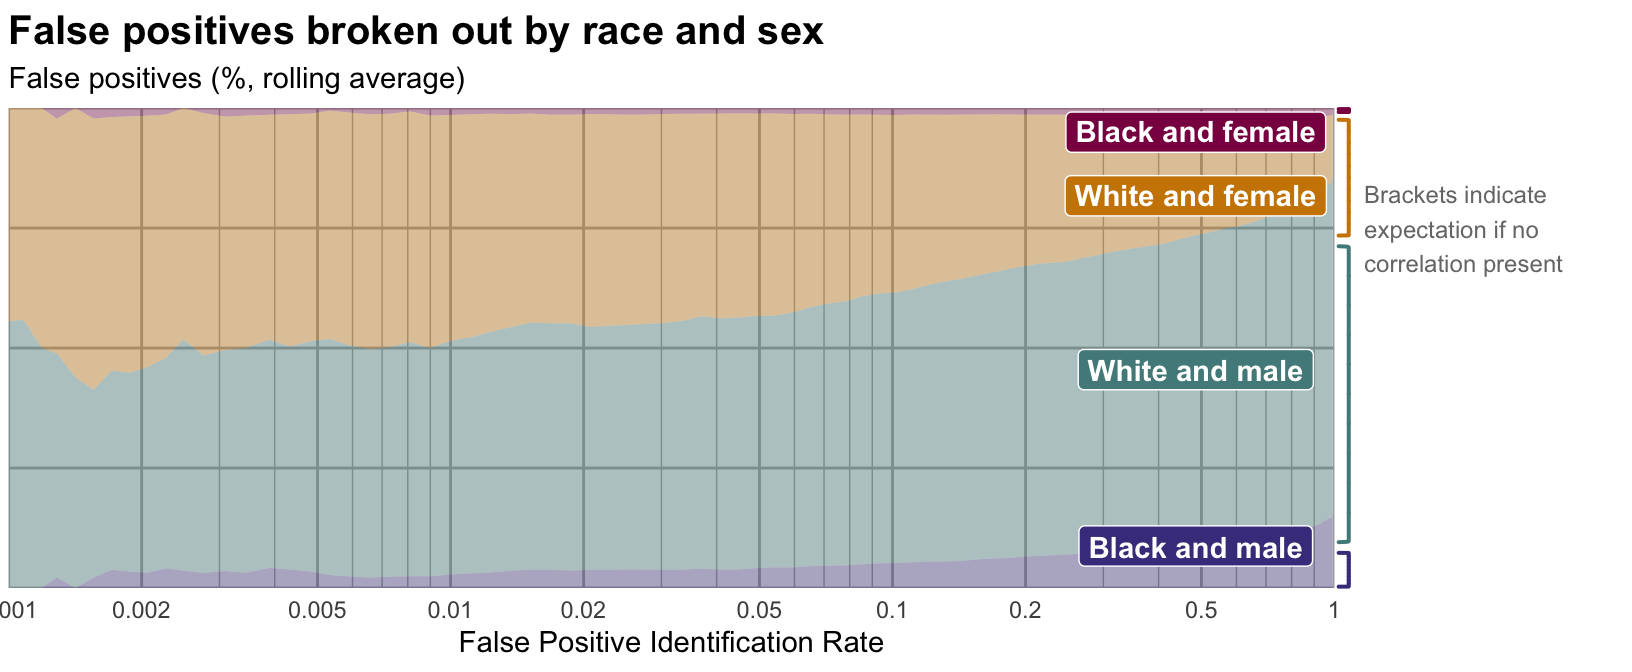 False positives broken out by race and sex
False positives (%, rolling average)
Black and female
White and female
Brackets indicate
expectation if no
correlation present
White and male
Black and male
001 0.002 0.005 0.01 0.02 0.05 0.1 0.2 0.5 1
False Positive Identification Rate